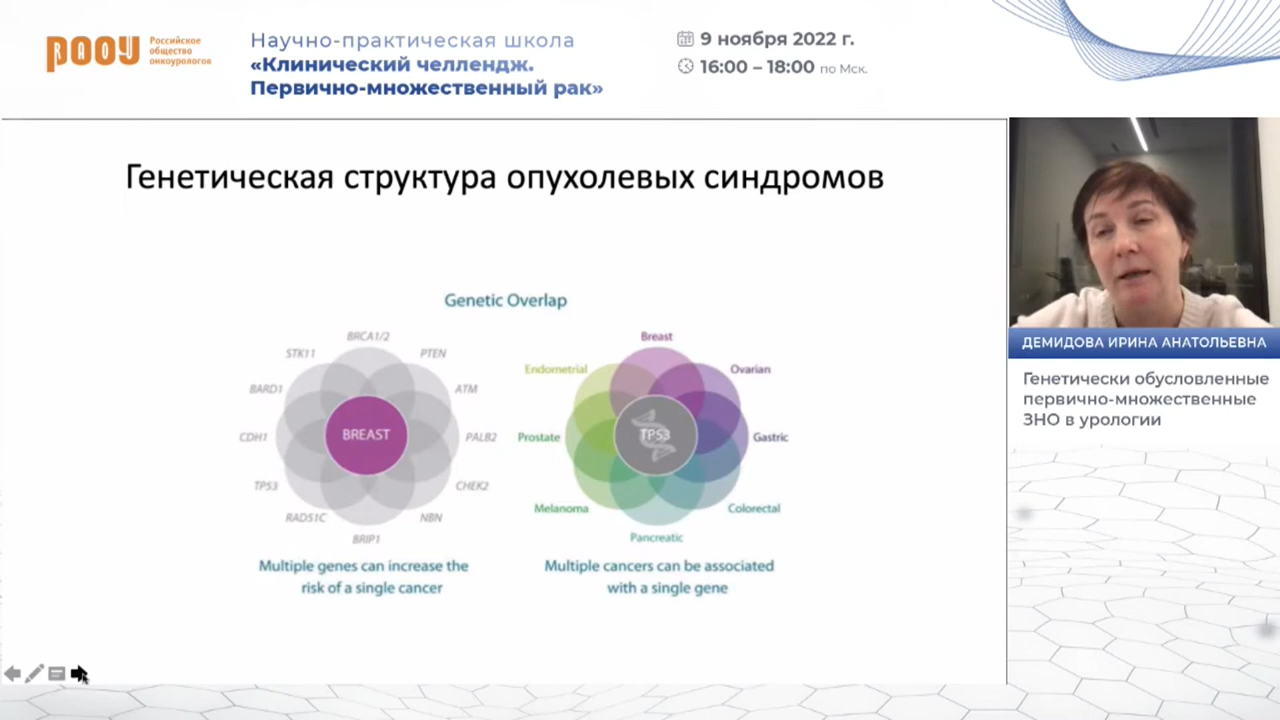 РАОУ
Российское
общество
онкоурологов
Научно-практическая школа
«Клинический челлендж.
Первично-множественный рак»
9 ноября 2022 г.
16:00 – 18:00 по Мск.
Генетическая структура опухолевых синдромов
Genetic Overlap
BRCA1/2
STK11
PTEN
BARD1
ATM
CDH1
BREAST
PALB2
TP53
CHEK2
RAD51C
NBN
BRIP1
Multiple genes can increase the
risk of a single cancer
Breast
Endometrial
Ovarian
Prostate
TP53
Gastric
Melanoma
Colorectal
Pancreatic
Multiple cancers can be associated
with a single gene
ДЕМИДОВА ИРИНА АНАТОЛЬЕВНА
Генетически обусловленные
первично-множественные
ЗНО в урологии